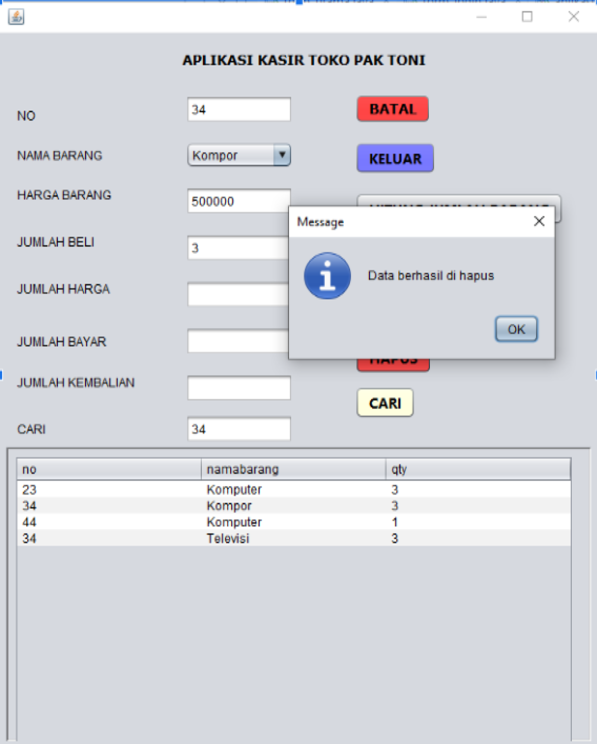 APLIKASI KASIR TOKO PAK TONI
NO 34 BATAL
NAMA BARANG Kompor KELUAR
HARGA BARANG 500000
Message
JUMLAH BELI 3
Data berhasil di hapus
JUMLAH HARGA
OK
JUMLAH BAYAR
HAPUS
JUMLAH KEMBALIAN
CARI
CARI 34
no namabarang qty
23 Komputer 3
34 Kompor 3
44 Komputer 1
34 Televisi 3